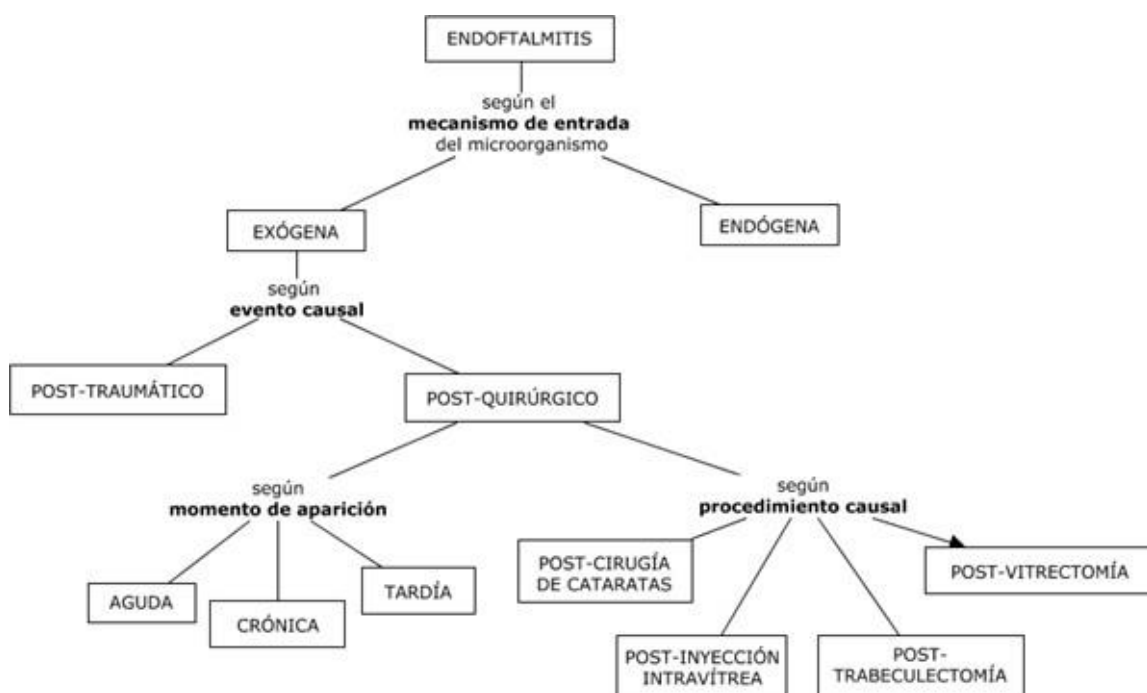 ENDOFTALMITIS
según el
mecanismo de entrada
del microorganismo
EXÓGENA
ENDÓGENA
según
evento causal
POST-TRAUMÁTICO
POST-QUIRÚRGICO
según
momento de aparición
según
procedimiento causal
AGUDA
CRÓNICA
TARDÍA
POST-CIRUGÍA
DE CATARATAS
POST-VITRECTOMÍA
POST-INYECCIÓN
INTRAVÍTREA
POST-
TRABECULECTOMÍA